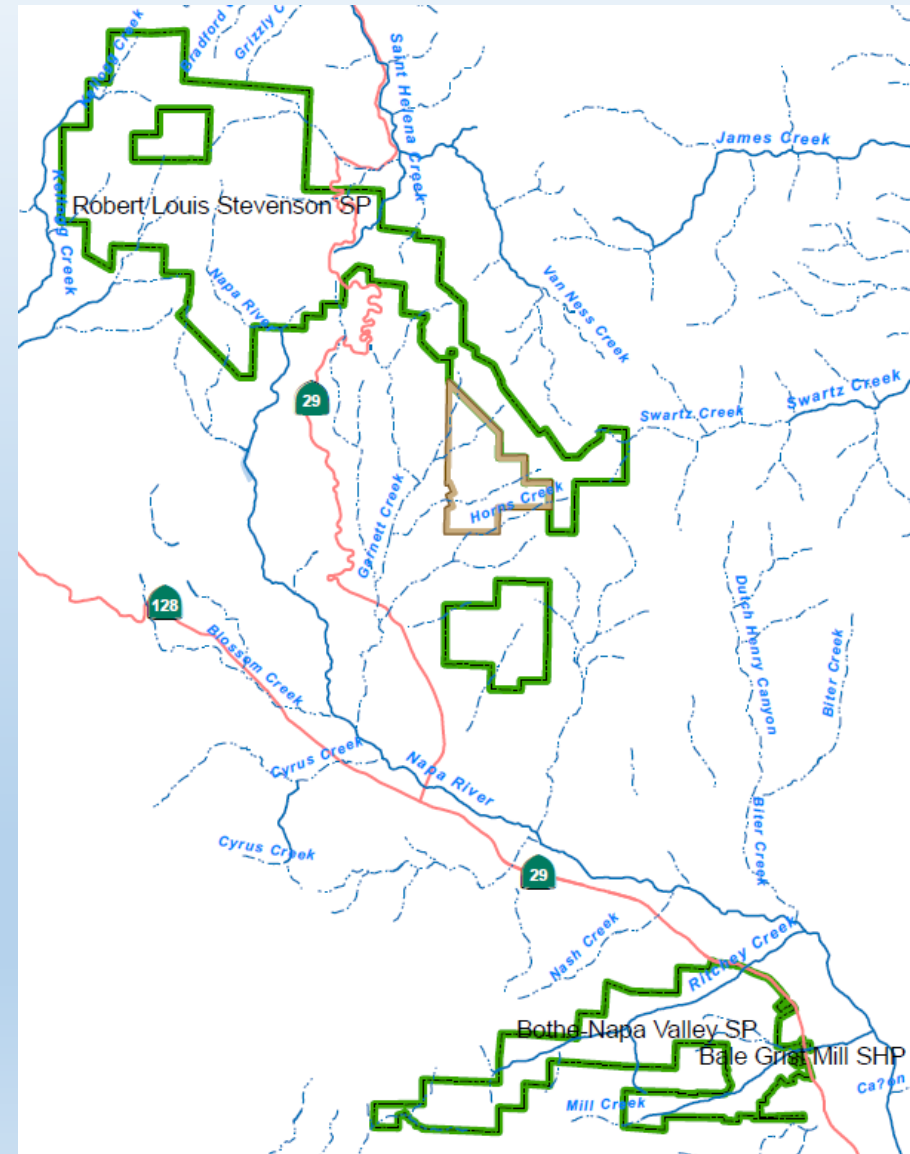 Kellogg Creek
Bradford
Grizzly C
Saint Helena Creek
James Creek
Robert Louis Stevenson SP
Kellogg Creek
Napa River
Van Ness Creek
29
Swartz Creek
Swartz Creek
Horns Creek
Garnett Creek
128
Blossom Creek
Dutch Henry Canyon
Biter Creek
Cyrus Creek
Napa River
Cyrus Creek
Biter Creek
29
Nash Creek
Ritchey Creek
Bothe-Napa Valley SP
Bale Grist Mill SHP
Mill Creek
Ca?on